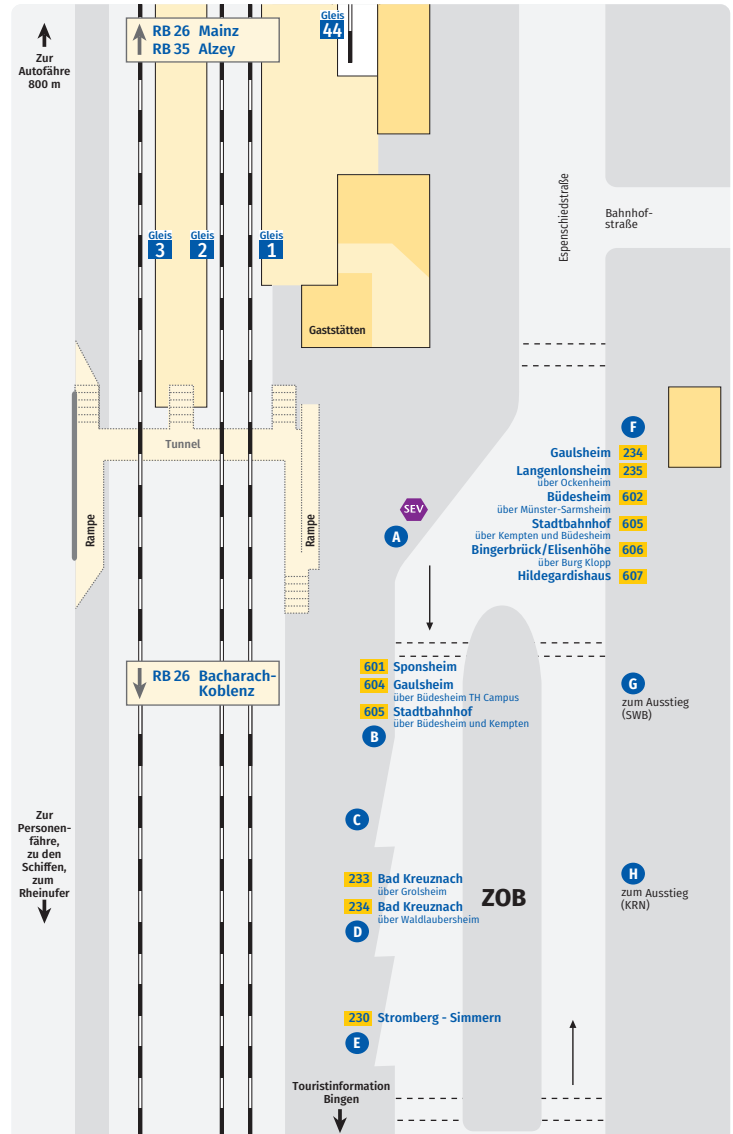 Zur
Autofähre
800 m
RB 26 Mainz
RB 35 Alzey
Gleis
44
Espenschiedstraße
Bahnhof-
straße
Gleis
3
Gleis
2
Gleis
1
Gaststätten
Tunnel
Rampe
Rampe
SEV
A
F
Gaulsheim 234
Langenlonsheim 235
über Ockenheim
Büdesheim 602
über Münster-Sarmsheim
Stadtbahnhof 605
über Kempten und Büdesheim
Bingerbrück/Elisenhöhe 606
über Burg Klopp
Hildegardishaus 607
RB 26 Bacharach-
Koblenz
601 Sponsheim
604 Gaulsheim
über Büdesheim TH Campus
605 Stadtbahnhof
über Büdesheim und Kempten
B
G
zum Ausstieg
(SWB)
Zur
Personen-
fähre,
zu den
Schiffen,
zum
Rheinufer
C
233 Bad Kreuznach
über Grolsheim
234 Bad Kreuznach
über Waldlaubersheim
D
ZOB
H
zum Ausstieg
(KRN)
230 Stromberg - Simmern
E
Touristinformation
Bingen